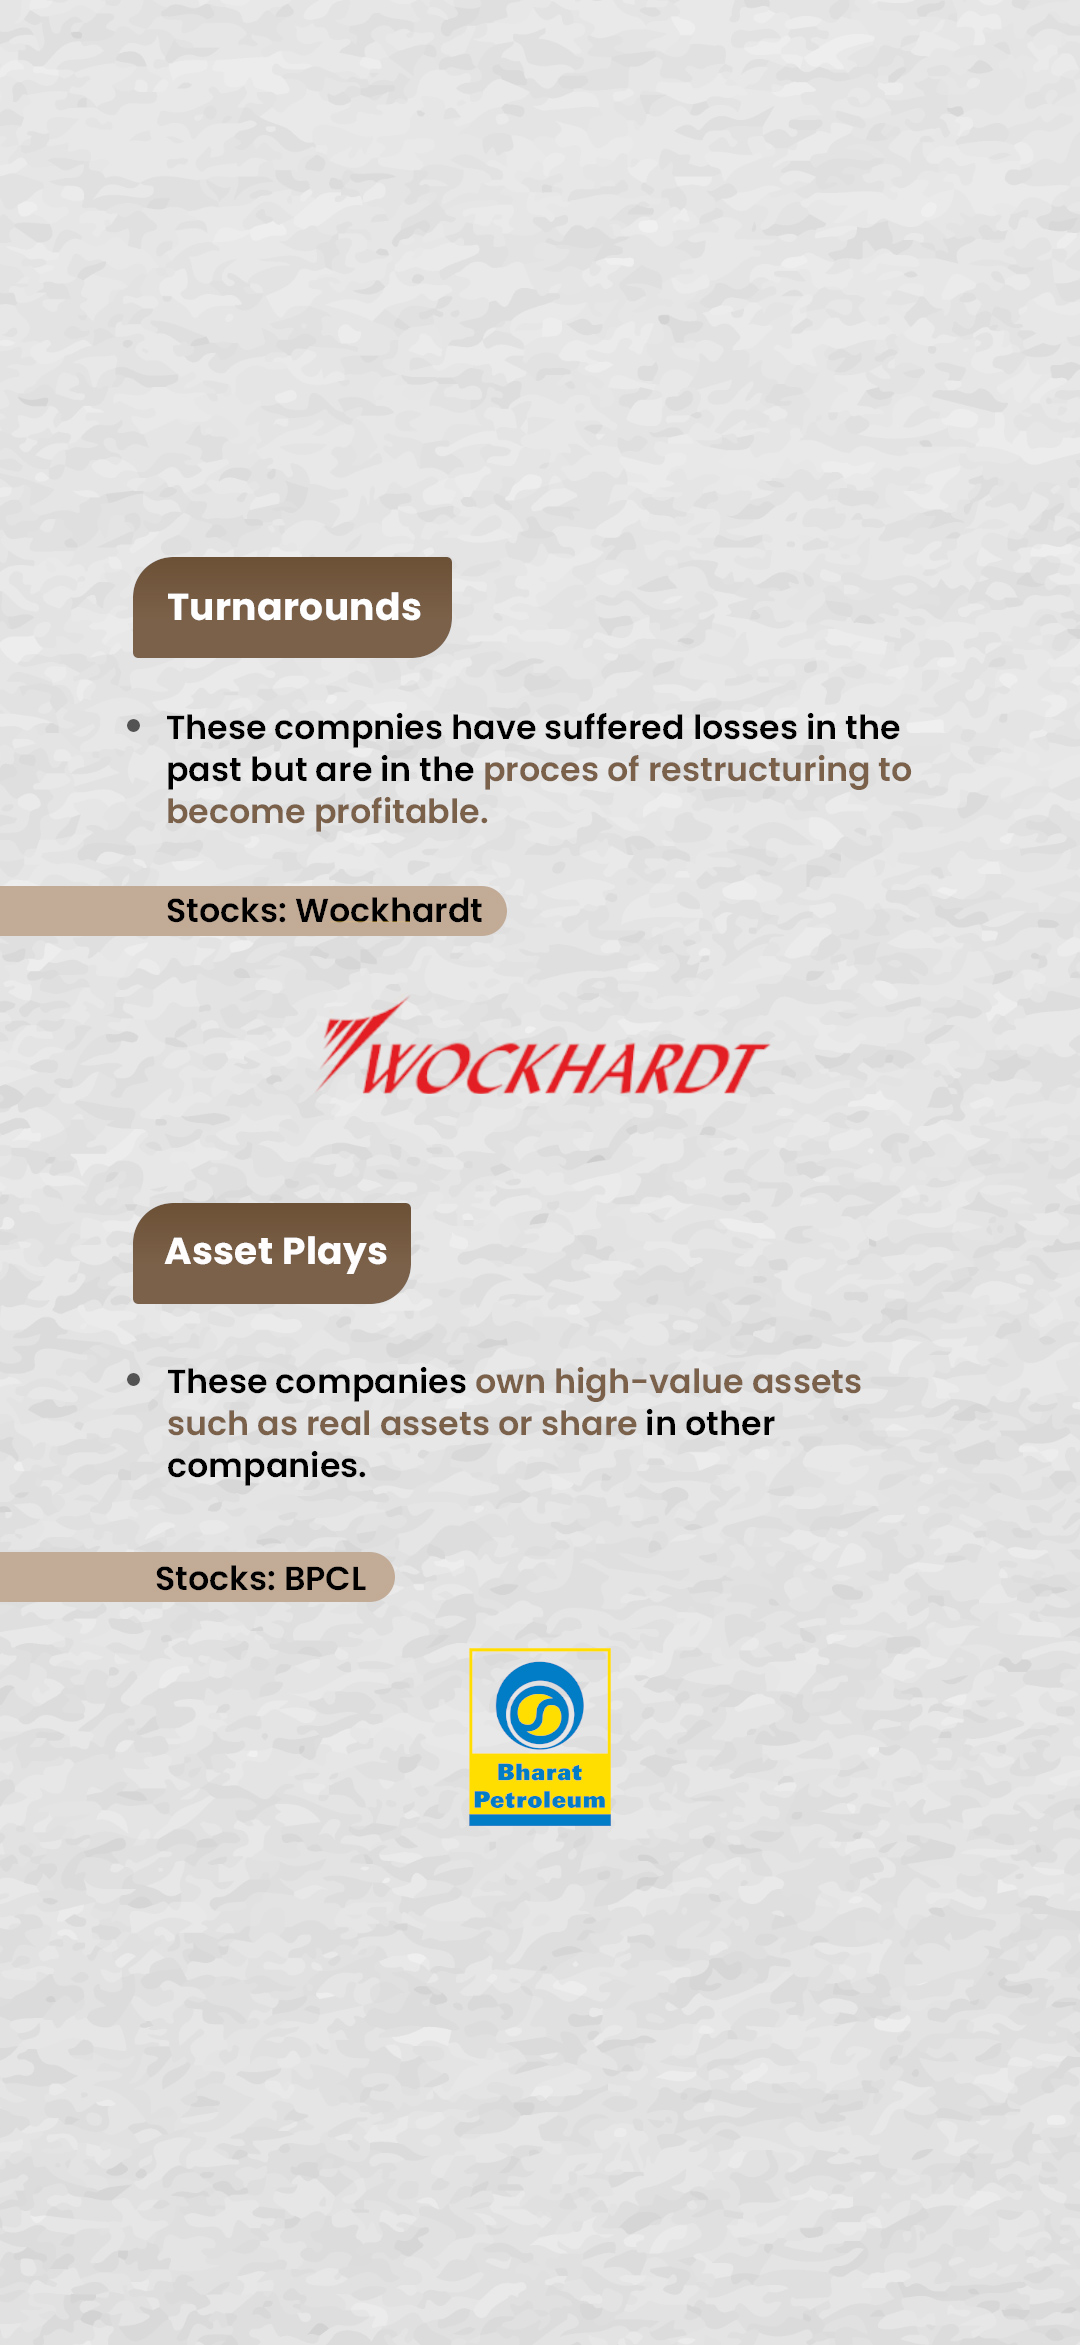 Turnarounds
• These compnies have suffered losses in the
past but are in the proces of restructuring to
become profitable.
Stocks: Wockhardt
WOCKHARDT
Asset Plays
• These companies own high-value assets
such as real assets or share in other
companies.
Stocks: BPCL
Bharat
Petroleum